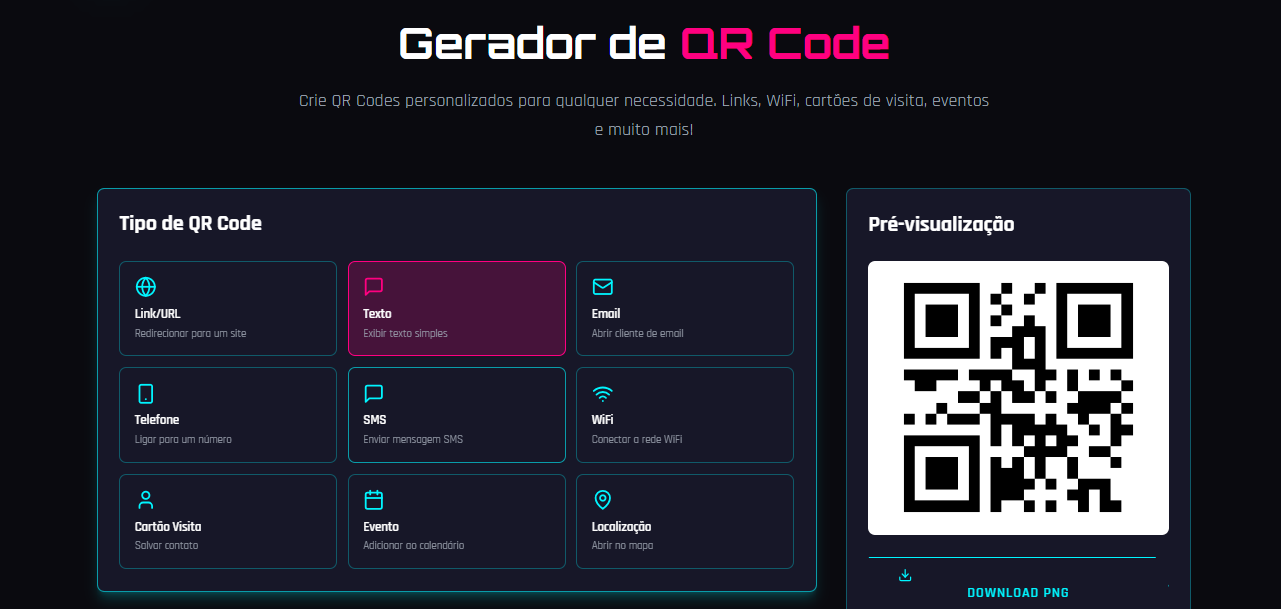 Gerador de QR Code
Crie QR Codes personalizados para qualquer necessidade. Links, WiFi, cartões de visita, eventos
e muito mais!
Tipo de QR Code
Link/URL
Redirecionar para um site
Texto
Exibir texto simples
Email
Abrir cliente de email
Telefone
Ligar para um número
SMS
Enviar mensagem SMS
WiFi
Conectar a rede WiFi
Cartão Visita
Salvar contato
Evento
Adicionar ao calendário
Localização
Abrir no mapa
Pré-visualização
DOWNLOAD PNG